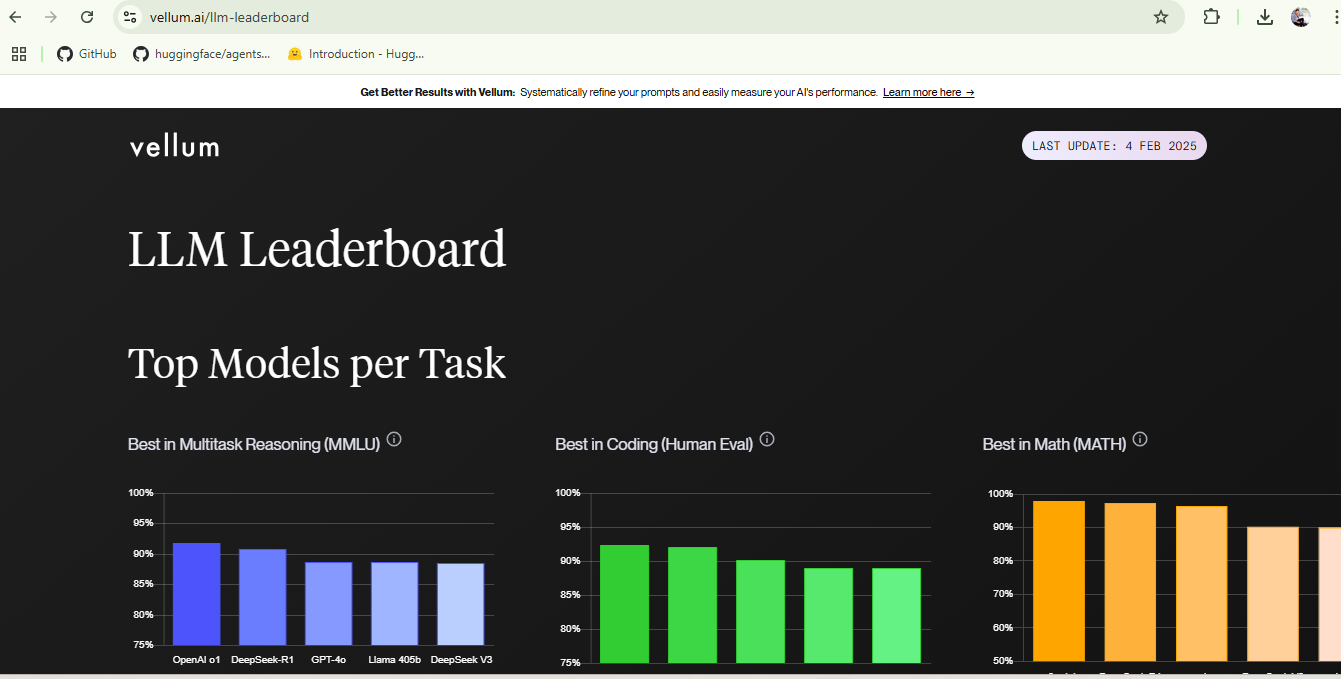 vellum.ai/llm-leaderboard
GitHub
huggingface/agents...
Introduction - Hugg...
Get Better Results with Vellum: Systematically refine your prompts and easily measure your AI's performance. Learn more here →
vellum
LAST UPDATE: 4 FEB 2025
LLM Leaderboard
Top Models per Task
Best in Multitask Reasoning (MMLU)
100%
95%
90%
85%
80%
75%
OpenAI o1
DeepSeek-R1
GPT-4o
Llama 405b
DeepSeek V3
Best in Coding (Human Eval)
100%
95%
90%
85%
80%
75%
Best in Math (MATH)
100%
90%
80%
70%
60%
50%